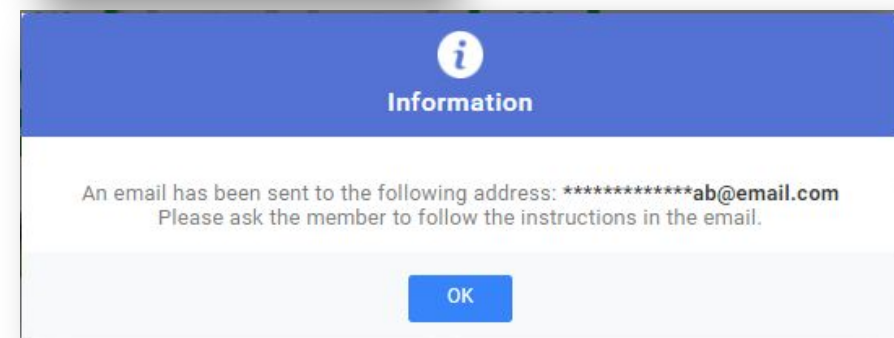 i
Information
An email has been sent to the following address: *************ab@email.com
Please ask the member to follow the instructions in the email.
OK